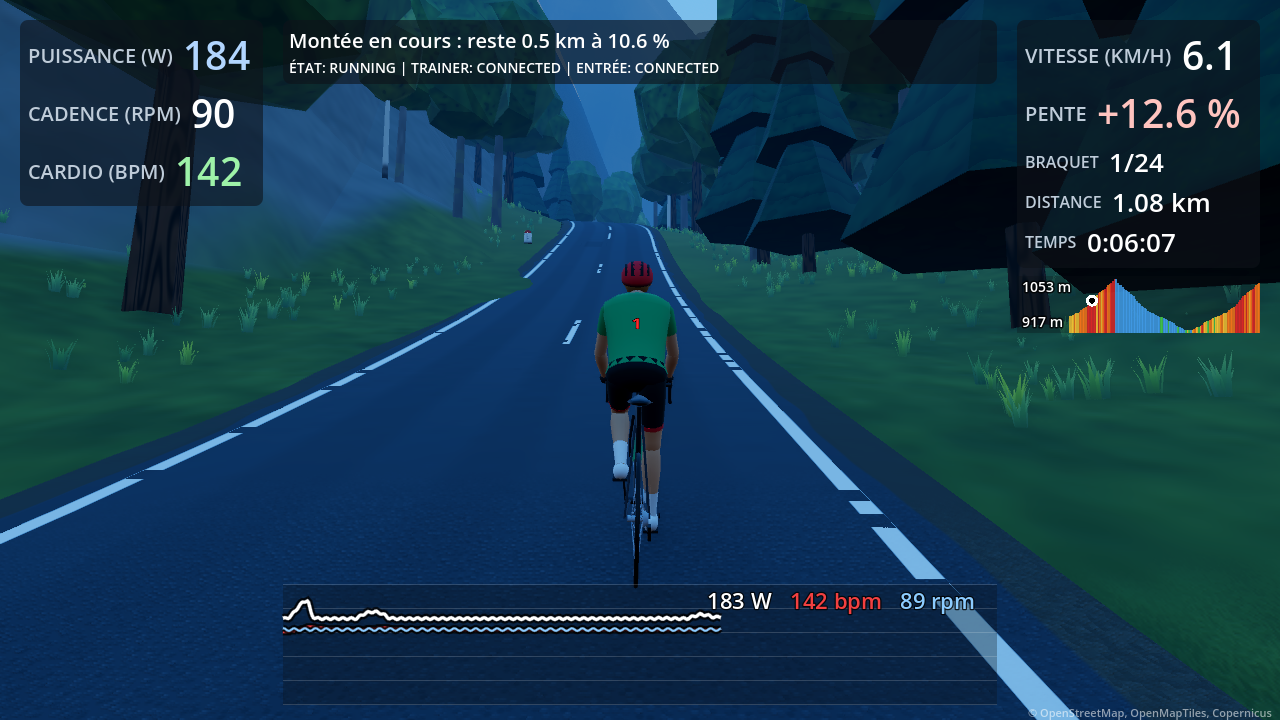 PUISSANCE (W) 184
CADENCE (RPM) 90
CARDIO (BPM) 142
Montée en cours : reste 0.5 km à 10.6 %
ÉTAT: RUNNING | TRAINER: CONNECTED | ENTRÉE: CONNECTED
VITESSE (KM/H) 6.1
PENTE +12.6 %
BRAQUET 1/24
DISTANCE 1.08 km
TEMPS 0:06:07
1053 m
917 m
1
183 W 142 bpm 89 rpm
© OpenStreetMap, OpenMapTiles, Copernicus